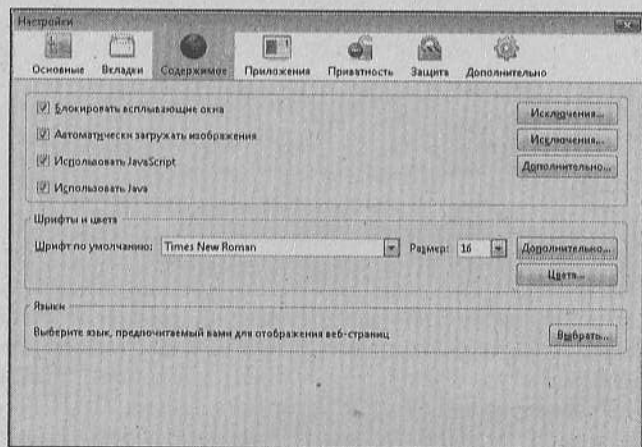 Настройки
Основные Вкладки Содержимое Приложения Приватность Защита Дополнительно
Блокировать всплывающие окна Исключения...
Автоматически загружать изображения Исключения...
Использовать JavaScript Дополнительно...
Использовать Java
Шрифты и цвета
Шрифт по умолчанию: Times New Roman Размер: 16 Дополнительно...
Цвета...
Языки
Выберите язык, предпочитаемый вами для отображения веб-страниц Выбрать...